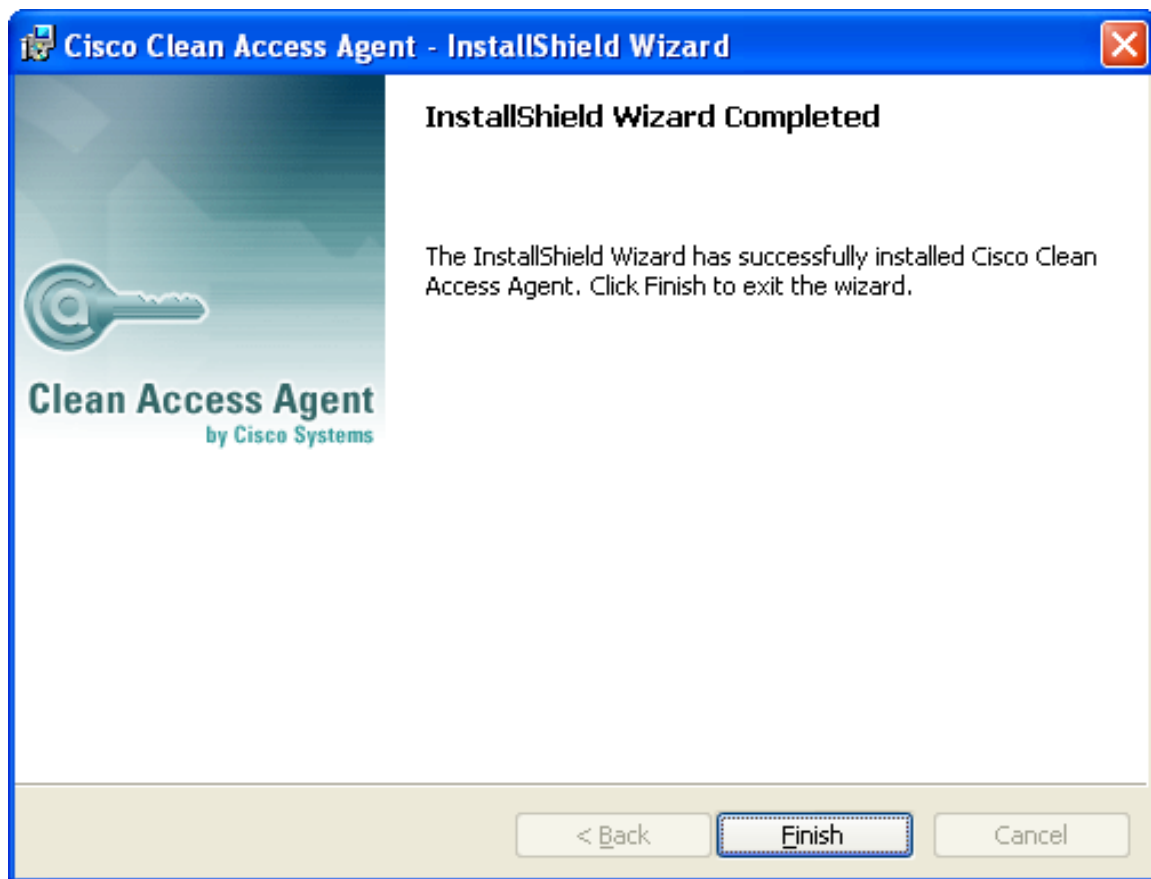 Cisco Clean Access Agent - InstallShield Wizard
InstallShield Wizard Completed
The InstallShield Wizard has successfully installed Cisco Clean
Access Agent. Click Finish to exit the wizard.
@
Clean Access Agent
by Cisco Systems
< Back
Finish
Cancel